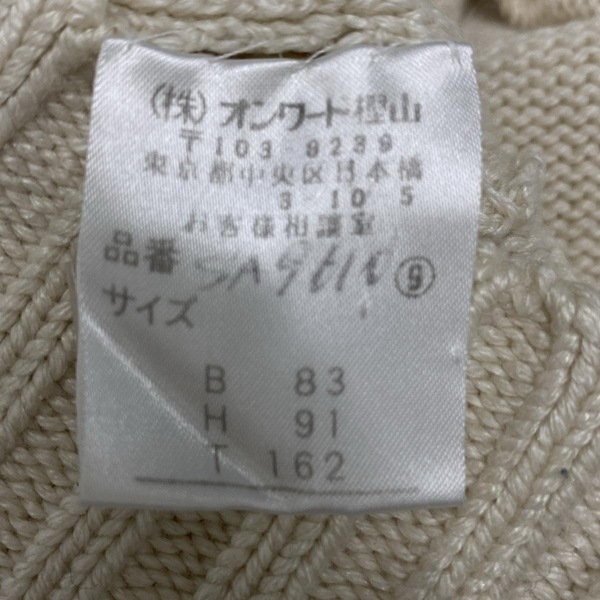 (株) オンワード樫山
〒103 8239
東京都中央区日本橋
3 10 5
お客様相談室
品番 ⑨
サイズ
B 83
H 91
T 162